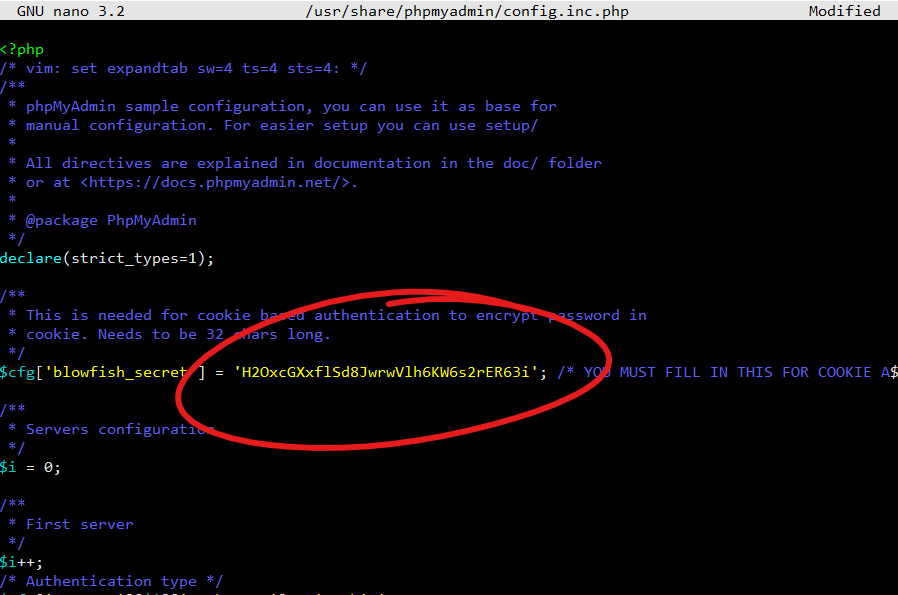 GNU nano 3.2 /usr/share/phpmyadmin/config.inc.php Modified
<?php
/* vim: set expandtab sw=4 ts=4 sts=4: */
/**
* phpMyAdmin sample configuration, you can use it as base for
* manual configuration. For easier setup you can use setup/
*
* All directives are explained in documentation in the doc/ folder
* or at <https://docs.phpmyadmin.net/>.
*
* @package PhpMyAdmin
*/
declare(strict_types=1);
/**
* This is needed for cookie based authentication to encrypt password in
* cookie. Needs to be 32 chars long.
*/
$cfg['blowfish_secret'] = 'H2OxcGXxflSd8JwrwVlh6KW6s2rER63i'; /* YOU MUST FILL IN THIS FOR COOKIE A$
/**
* Servers configuration
*/
$i = 0;
/**
* First server
*/
$i++;
/* Authentication type */